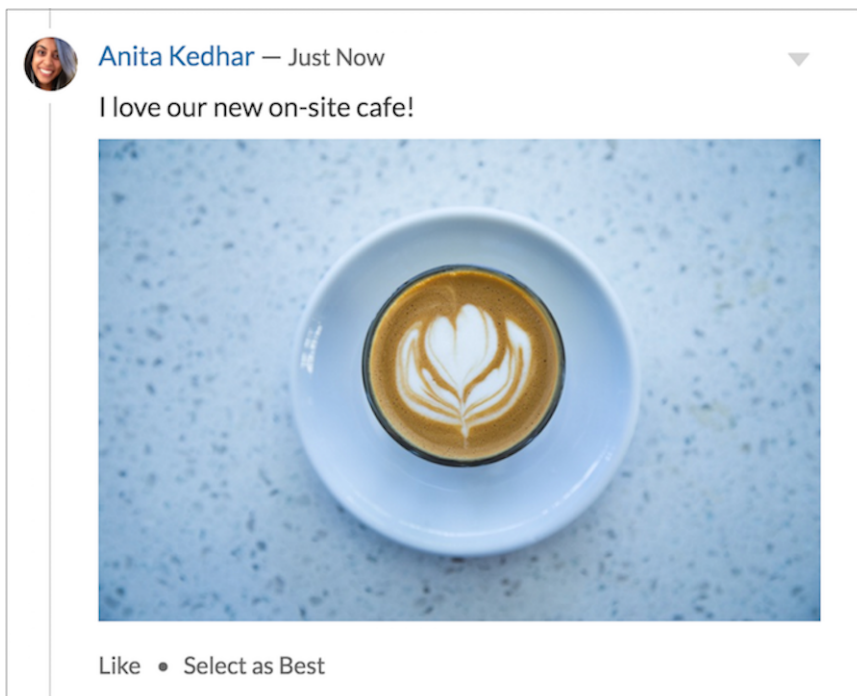 Anita Kedhar — Just Now
I love our new on-site cafe!
Like • Select as Best